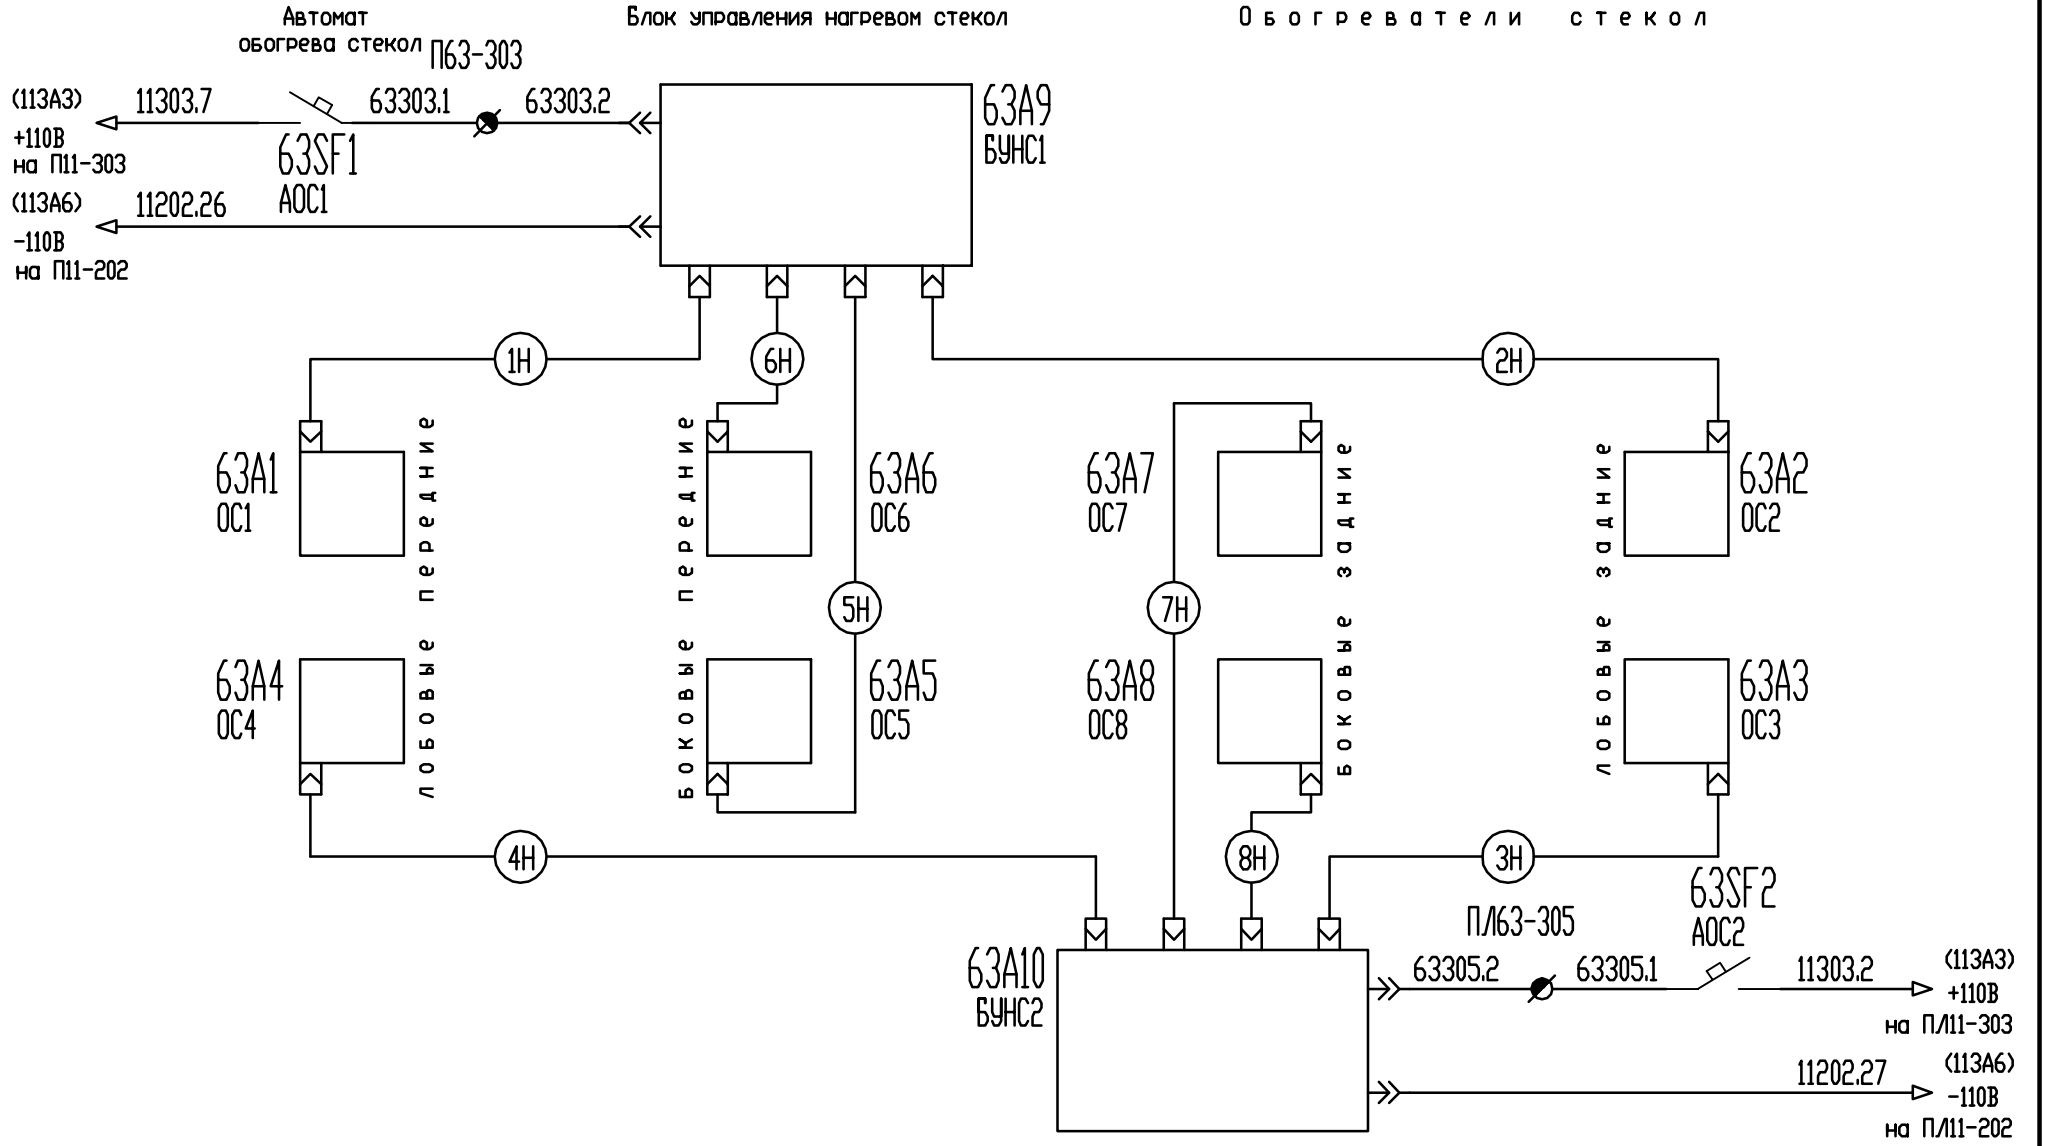 Автомат
обогрева стекол
Блок управления нагревом стекол
Обогреватели стекол
П63-303
(113А3)
11303.7
63303.1
63303.2
63А9
+110В
63SF1
БУНС1
на П11-303
(113А6)
11202.26
АОС1
-110В
на П11-202
1Н
6Н
2Н
63А1
ОС1
лобовые передние
боковые передние
63А6
ОС6
63А7
ОС7
боковые задние
лобовые задние
63А2
ОС2
5Н
7Н
63А4
ОС4
63А5
ОС5
63А8
ОС8
63А3
ОС3
4Н
8Н
3Н
63SF2
АОС2
ПЛ63-305
63А10
БУНС2
63305.2
63305.1
11303.2
(113А3)
+110В
на ПЛ11-303
11202.27
(113А6)
-110В
на ПЛ11-202